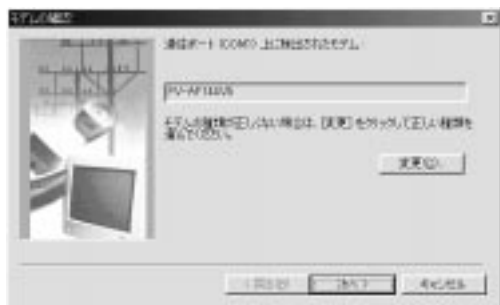 モデムの確認
通信ポート (COM1) 上に検出されたモデム:
PV-AF144V5
モデムの種類が正しくない場合は、[変更] をクリックして正しい種類を
選んでください。
変更(C)...
< 戻る(B)
次へ >
キャンセル